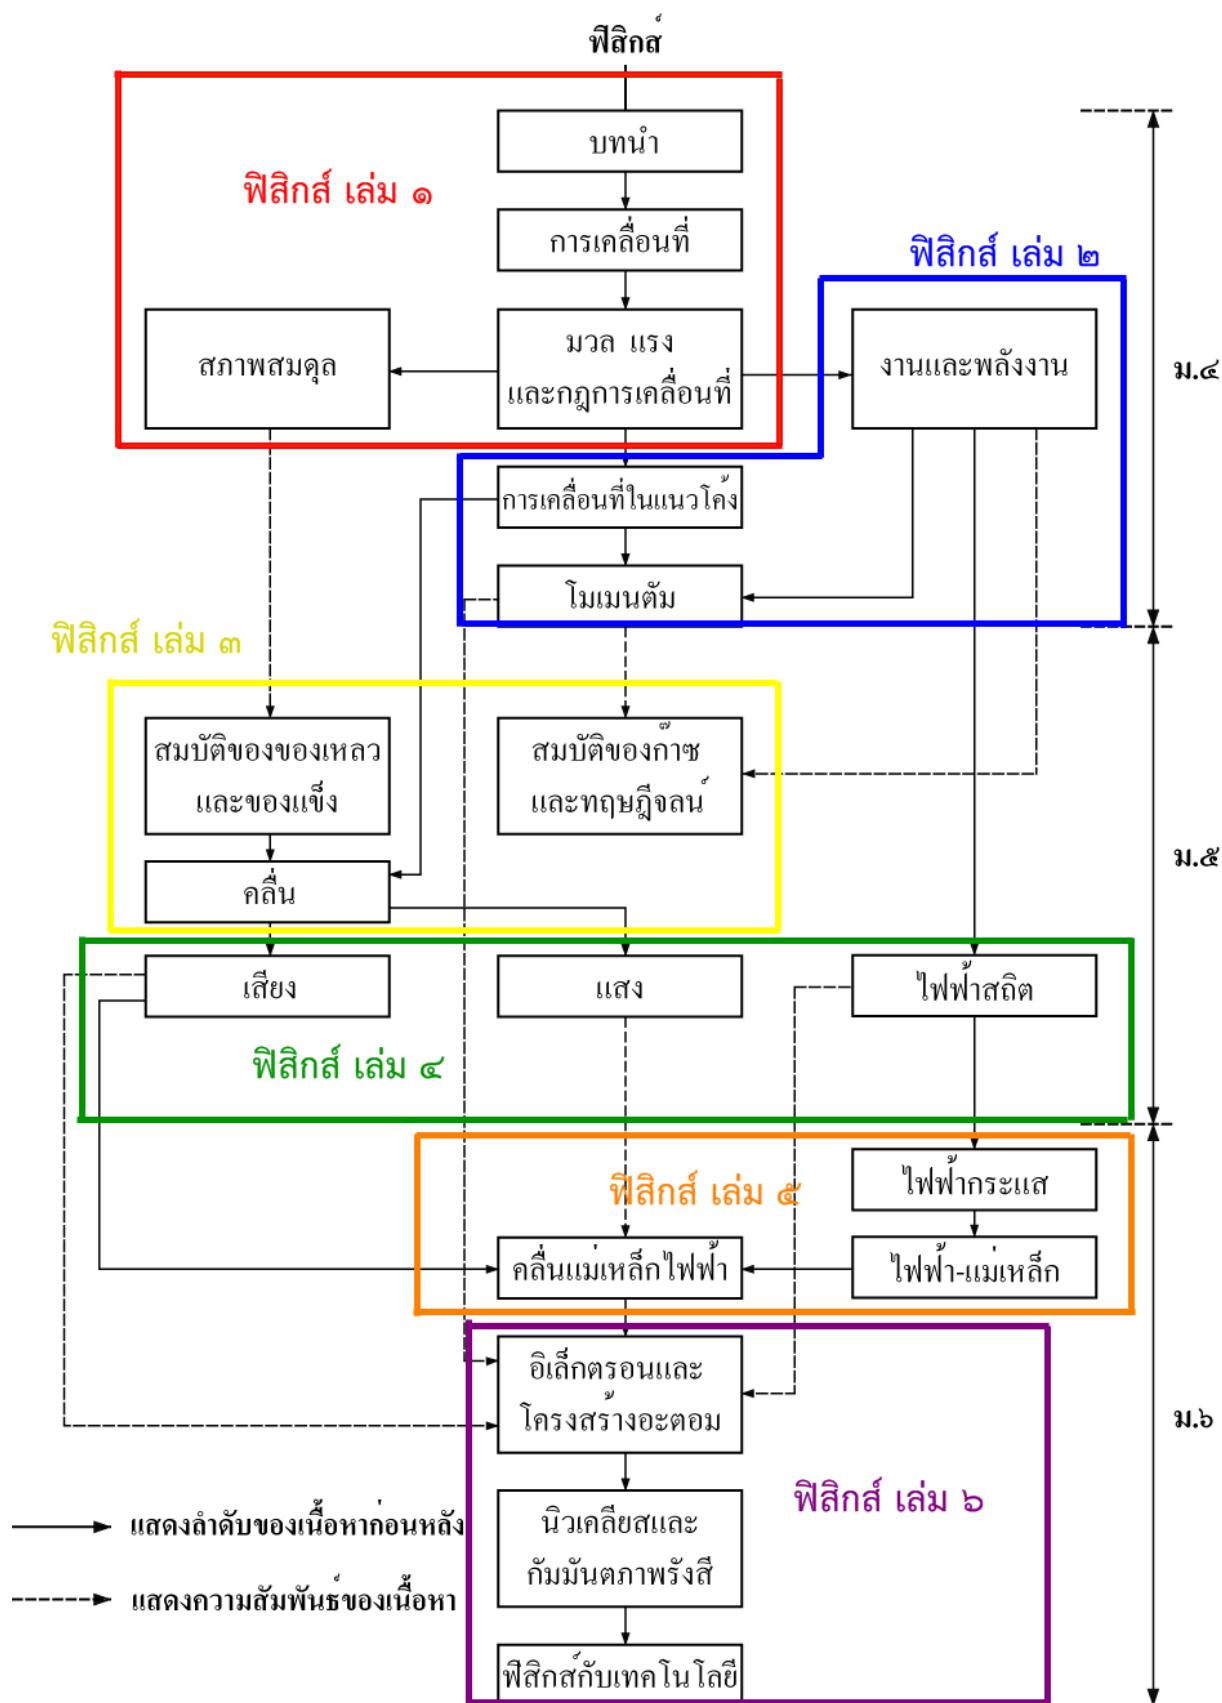 ฟิสิกส์
บทนำ
ฟิสิกส์ เล่ม ๑
การเคลื่อนที่
ฟิสิกส์ เล่ม ๒
สภาพสมดุล
มวล แรง
และกฎการเคลื่อนที่
งานและพลังงาน
ม.๔
การเคลื่อนที่ในแนวโค้ง
โมเมนตัม
ฟิสิกส์ เล่ม ๓
สมบัติของของเหลว
และของแข็ง
สมบัติของก๊าซ
และทฤษฎีจลน์
ม.๕
คลื่น
เสียง
แสง
ไฟฟ้าสถิต
ฟิสิกส์ เล่ม ๔
ไฟฟ้ากระแส
ฟิสิกส์ เล่ม ๕
คลื่นแม่เหล็กไฟฟ้า
ไฟฟ้า-แม่เหล็ก
อิเล็กตรอนและ
โครงสร้างอะตอม
ม.๖
ฟิสิกส์ เล่ม ๖
แสดงลำดับของเนื้อหาก่อนหลัง
นิวเคลียสและ
กัมมันตภาพรังสี
แสดงความสัมพันธ์ของเนื้อหา
ฟิสิกส์กับเทคโนโลยี